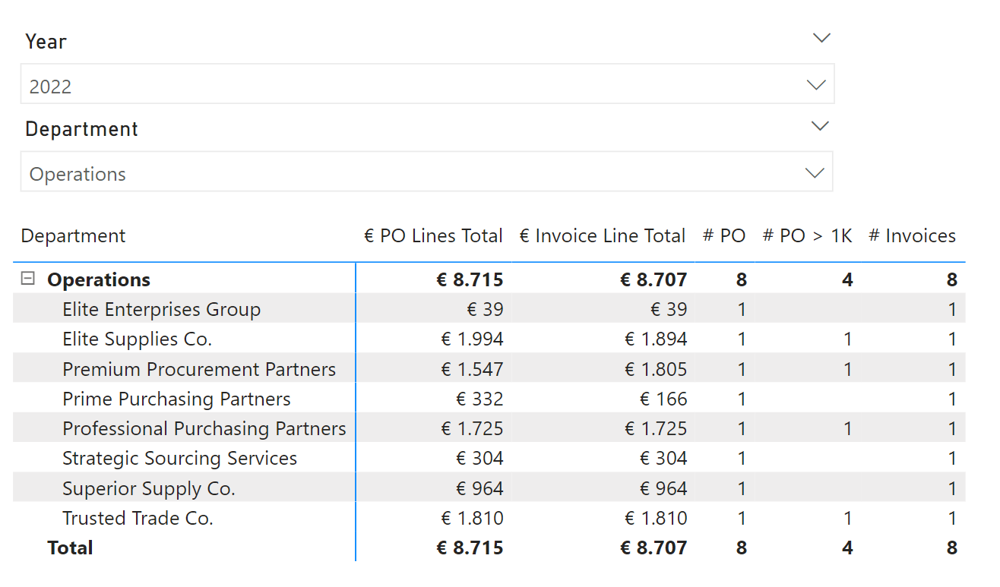 Year
2022
Department
Operations
Department € PO Lines Total € Invoice Line Total # PO # PO > 1K # Invoices
Operations € 8.715 € 8.707 8 4 8
Elite Enterprises Group € 39 € 39 1 1
Elite Supplies Co. € 1.994 € 1.894 1 1 1
Premium Procurement Partners € 1.547 € 1.805 1 1 1
Prime Purchasing Partners € 332 € 166 1 1
Professional Purchasing Partners € 1.725 € 1.725 1 1 1
Strategic Sourcing Services € 304 € 304 1 1
Superior Supply Co. € 964 € 964 1 1
Trusted Trade Co. € 1.810 € 1.810 1 1 1
Total € 8.715 € 8.707 8 4 8